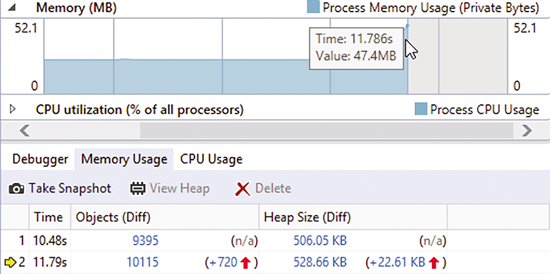 Memory (MB) Process Memory Usage (Private Bytes)
52.1 52.1
Time: 11.786s
Value: 47.4MB
0 0
CPU utilization (% of all processors) Process CPU Usage
Debugger Memory Usage CPU Usage
Take Snapshot View Heap Delete
Time Objects (Diff) Heap Size (Diff)
1 10.48s 9395 (n/a) 506.05 KB (n/a)
2 11.79s 10115 (+720 ) 528.66 KB (+22.61 KB )